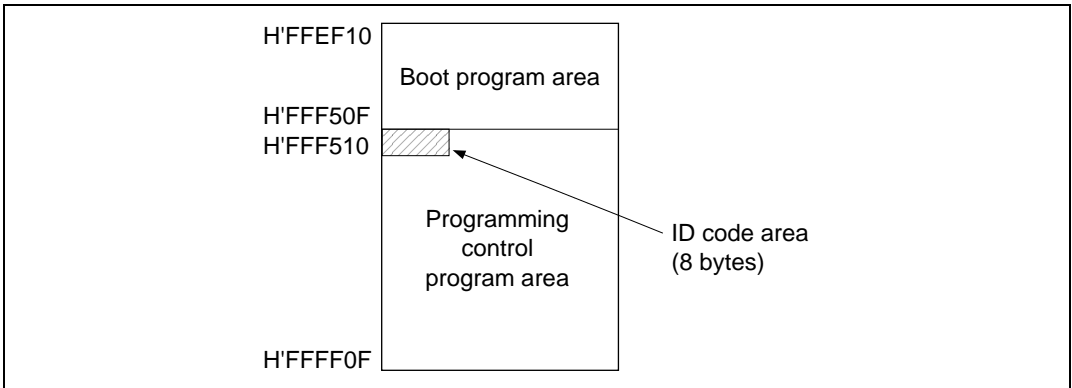 H'FFEF10
Boot program area
H'FFF50F
H'FFF510
Programming
control
program area
ID code area
(8 bytes)
H'FFFF0F